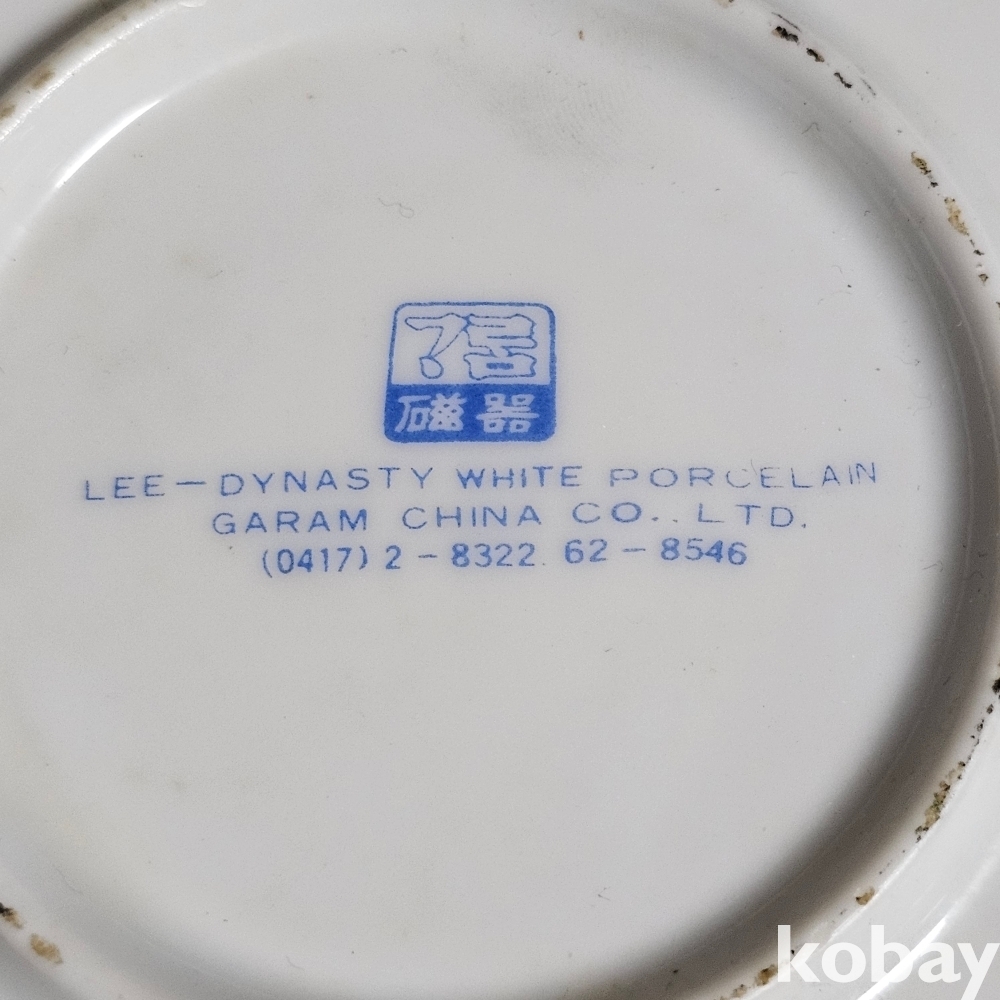 가람
磁器
LEE-DYNASTY WHITE PORCELAIN
GARAM CHINA CO., LTD.
(0417) 2-8322. 62-8546
kobay